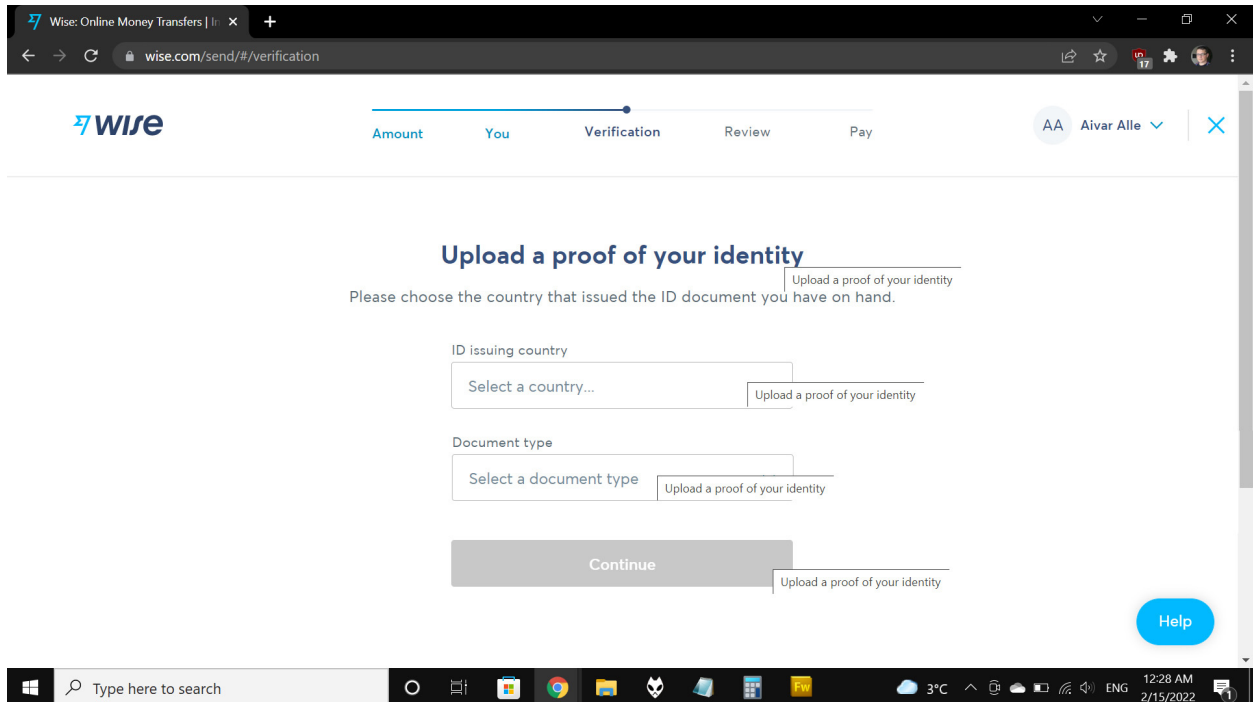 Wise: Online Money Transfers | In
wise.com/send/#/verification
17
wise
Amount
You
Verification
Review
Pay
AA
Aivar Alle
Upload a proof of your identity
Upload a proof of your identity
Please choose the country that issued the ID document you have on hand.
ID issuing country
Select a country...
Upload a proof of your identity
Document type
Select a document type
Upload a proof of your identity
Continue
Upload a proof of your identity
Help
Type here to search
Fw
3°C
ENG
12:28 AM
2/15/2022
1